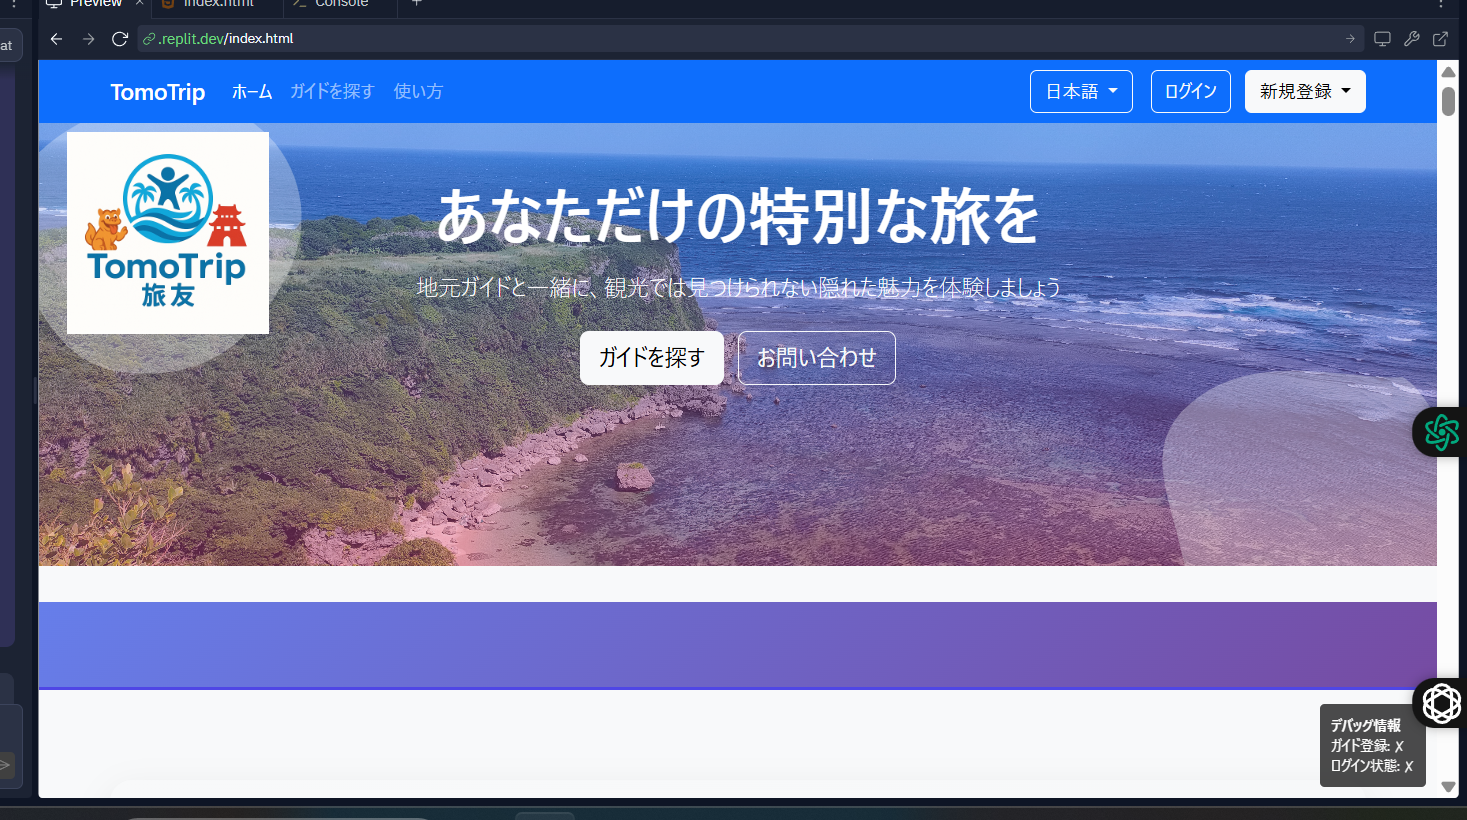 Preview
index.html
Console
at
.replit.dev/index.html
TomoTrip ホーム ガイドを探す 使い方 日本語 ログイン 新規登録
TomoTrip
旅友
あなただけの特別な旅を
地元ガイドと一緒に、観光では見つけられない隠れた魅力を体験しましょう
ガイドを探す お問い合わせ
デバッグ情報
ガイド登録: ✗
ログイン状態: ✗